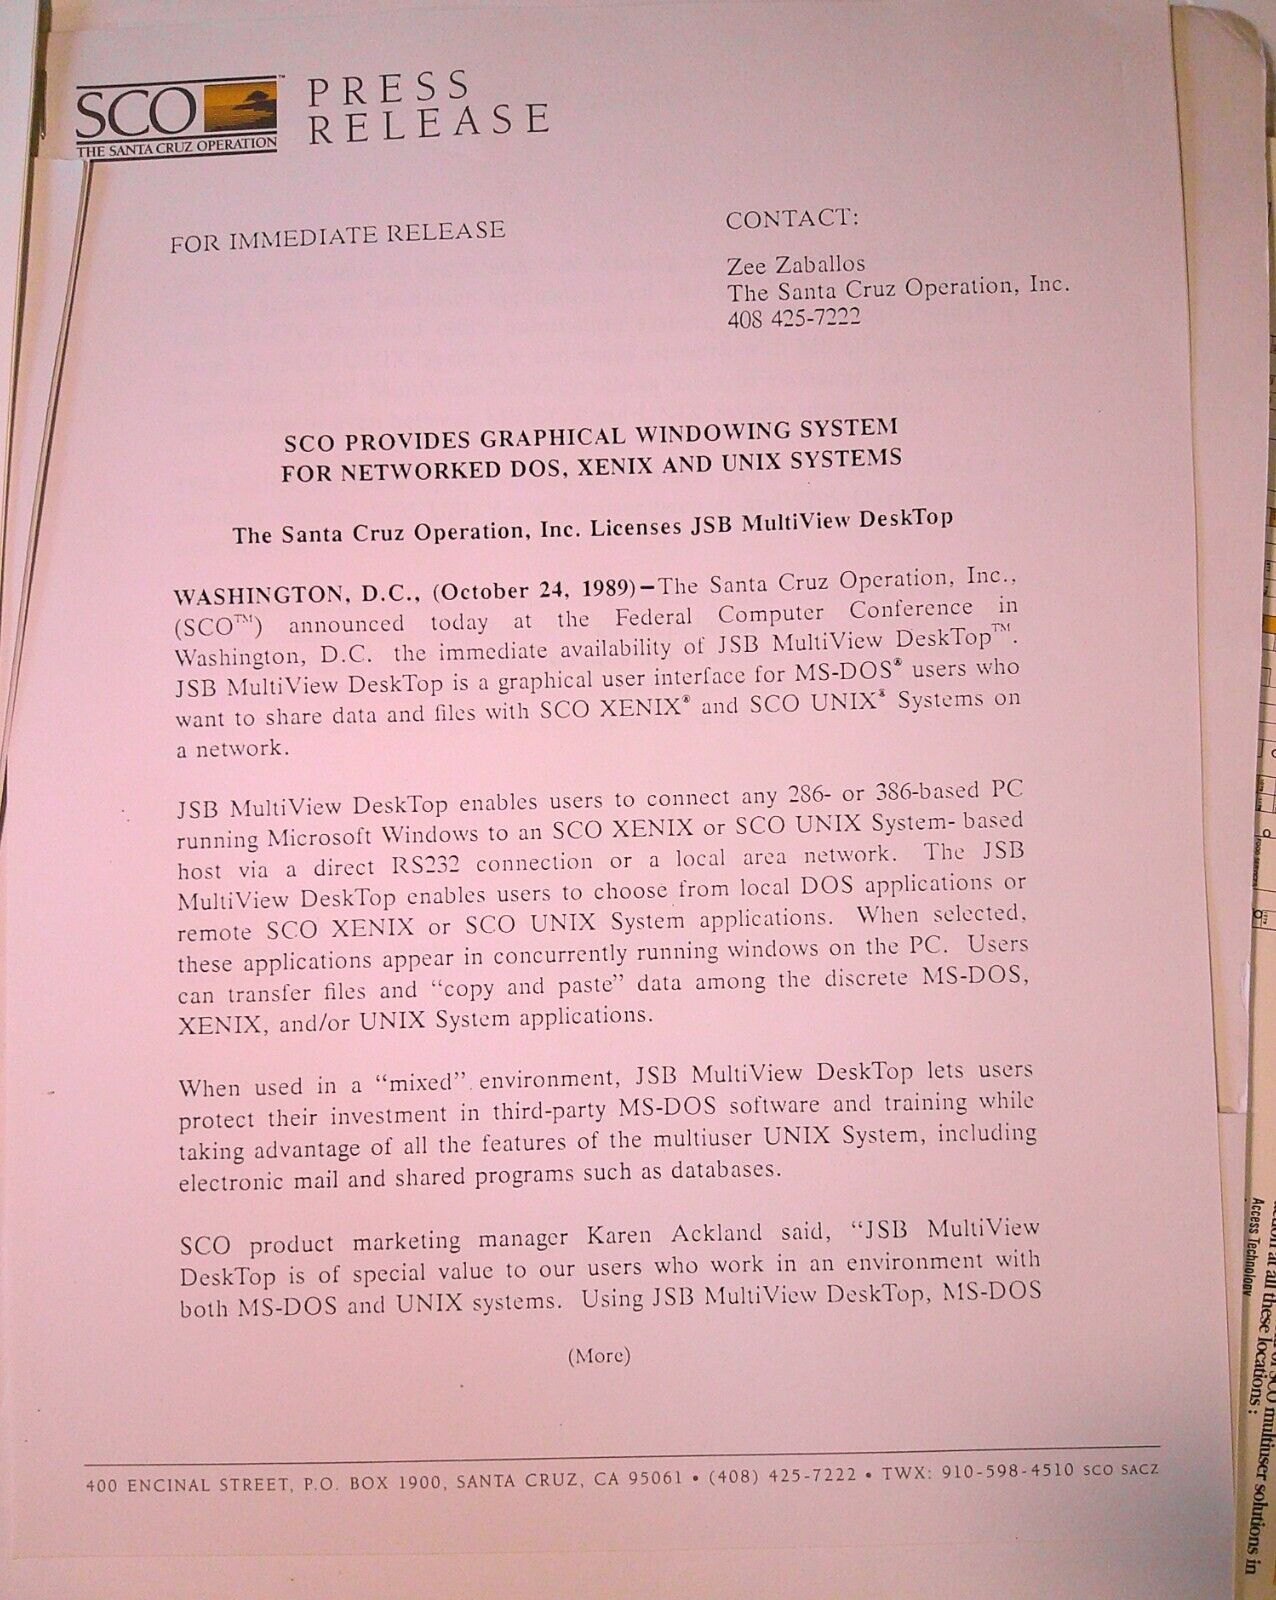 SCO™
THE SANTA CRUZ OPERATION
PRESS
RELEASE
FOR IMMEDIATE RELEASE
CONTACT:
Zee Zaballos
The Santa Cruz Operation, Inc.
408 425-7222
SCO PROVIDES GRAPHICAL WINDOWING SYSTEM
FOR NETWORKED DOS, XENIX AND UNIX SYSTEMS
The Santa Cruz Operation, Inc. Licenses JSB MultiView DeskTop
WASHINGTON, D.C., (October 24, 1989)—The Santa Cruz Operation, Inc.,
(SCO™) announced today at the Federal Computer Conference in
Washington, D.C. the immediate availability of JSB MultiView DeskTop™.
JSB MultiView DeskTop is a graphical user interface for MS-DOS® users who
want to share data and files with SCO XENIX® and SCO UNIX® Systems on
a network.
JSB MultiView DeskTop enables users to connect any 286- or 386-based PC
running Microsoft Windows to an SCO XENIX or SCO UNIX System- based
host via a direct RS232 connection or a local area network. The JSB
MultiView DeskTop enables users to choose from local DOS applications or
remote SCO XENIX or SCO UNIX System applications. When selected,
these applications appear in concurrently running windows on the PC. Users
can transfer files and “copy and paste” data among the discrete MS-DOS,
XENIX, and/or UNIX System applications.
When used in a “mixed” environment, JSB MultiView DeskTop lets users
protect their investment in third-party MS-DOS software and training while
taking advantage of all the features of the multiuser UNIX System, including
electronic mail and shared programs such as databases.
SCO product marketing manager Karen Ackland said, “JSB MultiView
DeskTop is of special value to our users who work in an environment with
both MS-DOS and UNIX systems. Using JSB MultiView DeskTop, MS-DOS
(More)
400 ENCINAL STREET, P.O. BOX 1900, SANTA CRUZ, CA 95061 • (408) 425-7222 • TWX: 910-598-4510 SCO SACZ
Access Technology
at all these locations :
of SCO multiuser solutions in